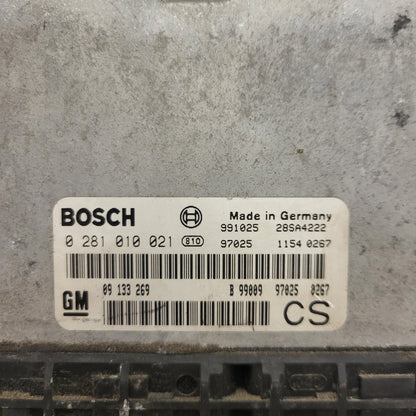 BOSCH Made in Germany
991025 28SA4222
0 281 010 021 810 97025 1154 0267
GM 09 133 269 B 99009 97025 0267
CS